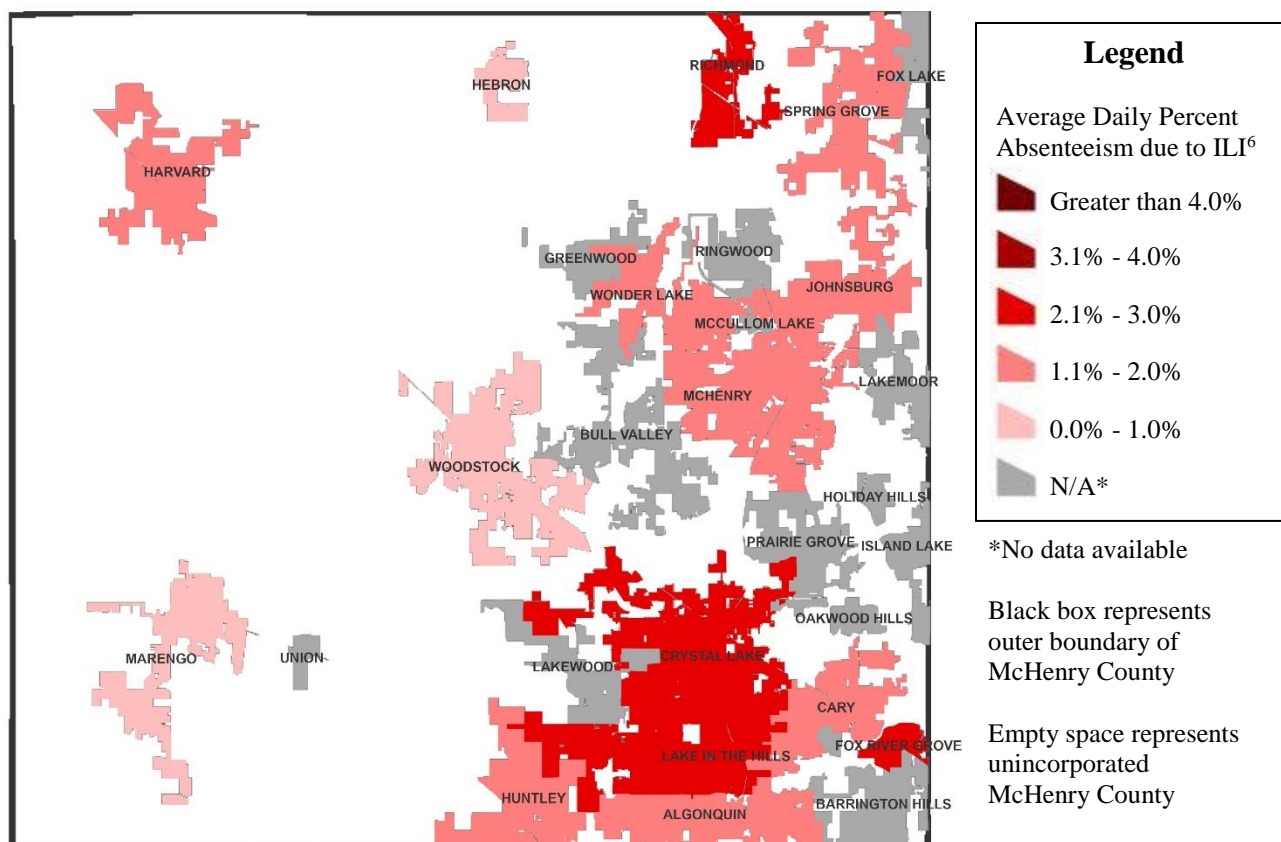 HEBRON
RICHMOND
FOX LAKE
SPRING GROVE
HARVARD
RINGWOOD
GREENWOOD
WONDER LAKE
JOHNSBURG
MCCULLOM LAKE
LAKEMOOR
MCHENRY
BULL VALLEY
WOODSTOCK
HOLIDAY HILLS
PRAIRIE GROVE
ISLAND LAKE
OAKWOOD HILLS
MARENGO
UNION
LAKEWOOD
CRYSTAL LAKE
CARY
FOX RIVER GROVE
LAKE IN THE HILLS
HUNTLEY
ALGONQUIN
BARRINGTON HILLS
Legend
Average Daily Percent
Absenteeism due to ILI⁶
Greater than 4.0%
3.1% - 4.0%
2.1% - 3.0%
1.1% - 2.0%
0.0% - 1.0%
N/A*
*No data available
Black box represents
outer boundary of
McHenry County
Empty space represents
unincorporated
McHenry County